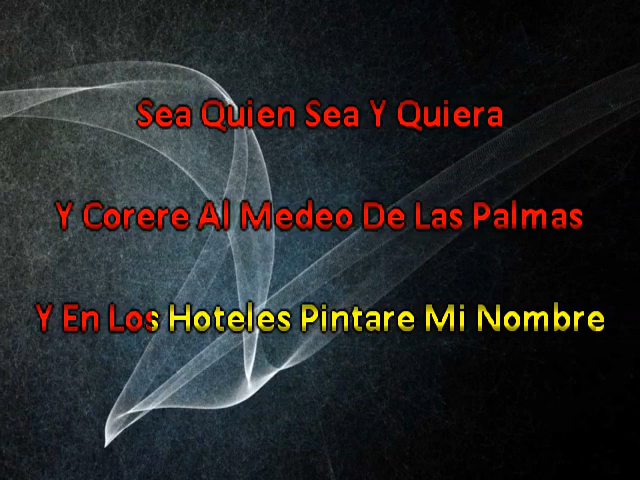 Sea Quien Sea Y Quiera
Y Corere Al Medeo De Las Palmas
Y En Los Hoteles Pintare Mi Nombre